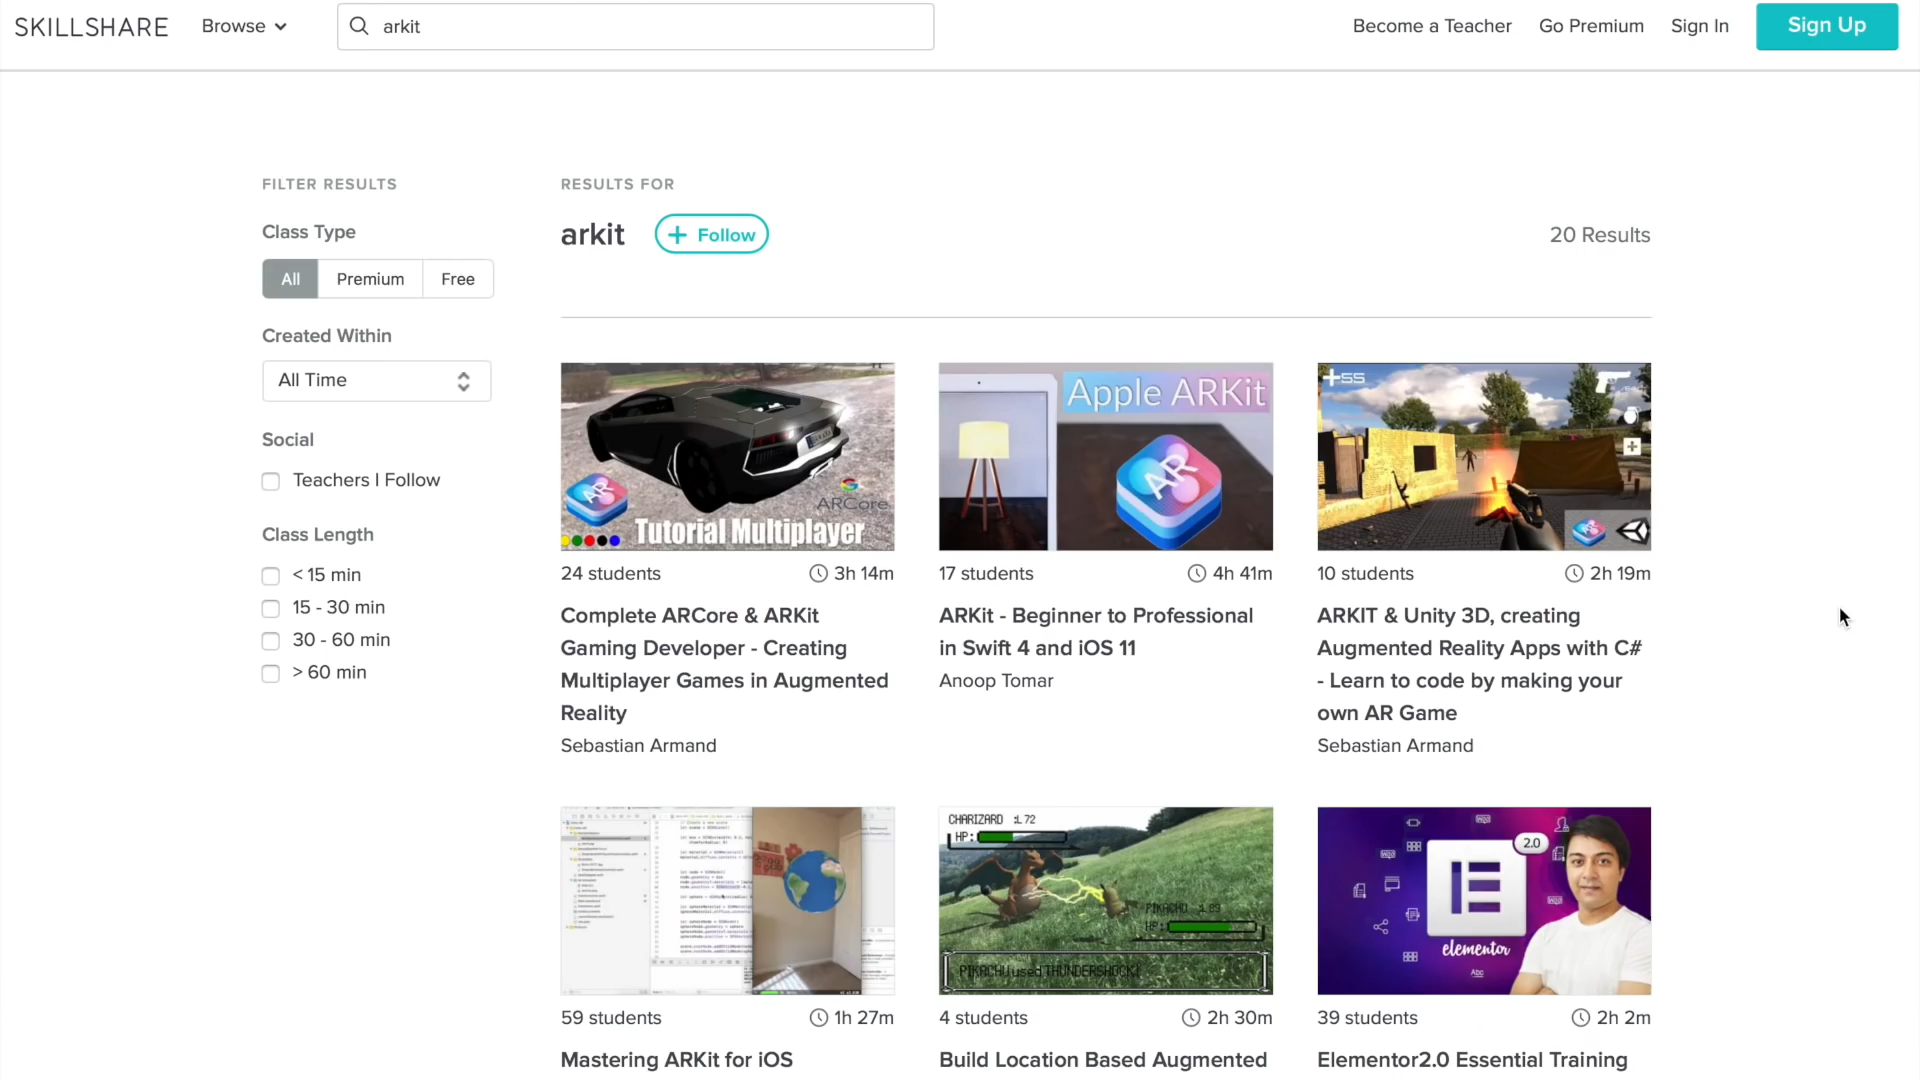 SKILLSHARE
Browse
arkit
Become a Teacher
Go Premium
Sign In
Sign Up
FILTER RESULTS
Class Type
All
Premium
Free
Created Within
All Time
Social
Teachers I Follow
Class Length
< 15 min
15 - 30 min
30 - 60 min
> 60 min
RESULTS FOR
arkit
+ Follow
20 Results
AR
ARCore
Tutorial Multiplayer
24 students
3h 14m
Complete ARCore & ARKit
Gaming Developer - Creating
Multiplayer Games in Augmented
Reality
Sebastian Armand
Apple ARKit
AR
17 students
4h 41m
ARKit - Beginner to Professional
in Swift 4 and iOS 11
Anoop Tomar
+55
10 students
2h 19m
ARKIT & Unity 3D, creating
Augmented Reality Apps with C#
- Learn to code by making your
own AR Game
Sebastian Armand
59 students
1h 27m
Mastering ARKit for iOS
CHARIZARD :L72
HP:
PIKACHU
HP:
PIKACHU used THUNDERSHOCK!
4 students
2h 30m
Build Location Based Augmented
2.0
elementor
Abc
39 students
2h 2m
Elementor2.0 Essential Training